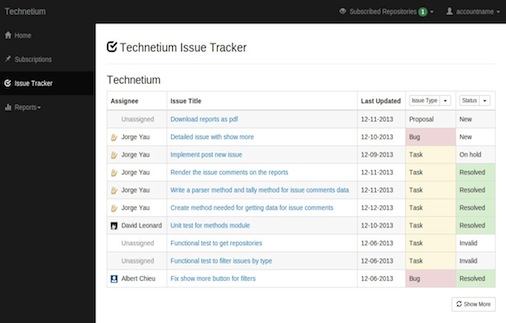 Technetium
Subscribed Repositories 1
accountname
Home
Subscriptions
Issue Tracker
Reports
Technetium Issue Tracker
Technetium
Assignee Issue Title Last Updated Issue Type Status
Unassigned Download reports as pdf 12-11-2013 Proposal New
Jorge Yau Detailed issue with show more 12-10-2013 Bug New
Jorge Yau Implement post new issue 12-09-2013 Task On hold
Jorge Yau Render the issue comments on the reports 12-11-2013 Task Resolved
Jorge Yau Write a parser method and tally method for issue comments data 12-11-2013 Task Resolved
Jorge Yau Create method needed for getting data for issue comments 12-12-2013 Task Resolved
David Leonard Unit test for methods module 12-10-2013 Task Resolved
Unassigned Functional test to get repositories 12-06-2013 Task Invalid
Unassigned Functional test to filter issues by type 12-06-2013 Task Invalid
Albert Chieu Fix show more button for filters 12-06-2013 Bug Resolved
Show More